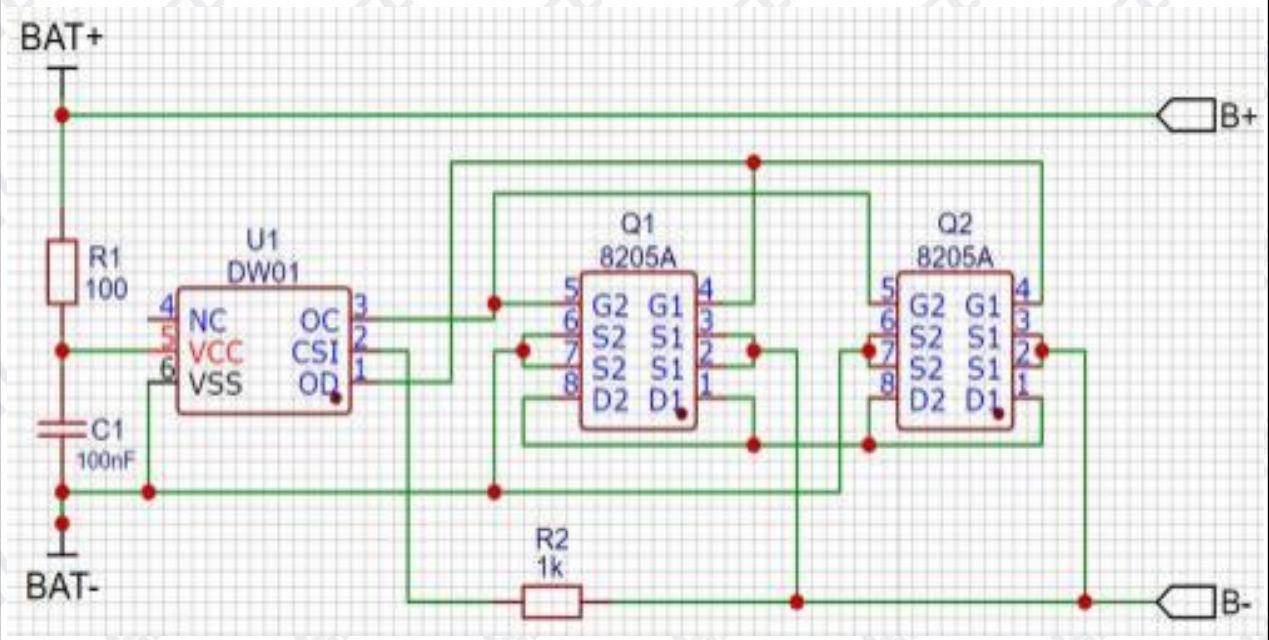 BAT+
B+
R1
100
U1
DW01
4 NC OC 3
5 VCC CSI 2
6 VSS OD 1
C1
100nF
BAT-
Q1
8205A
5 G2 G1 4
6 S2 S1 3
7 S2 S1 2
8 D2 D1 1
Q2
8205A
5 G2 G1 4
6 S2 S1 3
7 S2 S1 2
8 D2 D1 1
R2
1k
B-